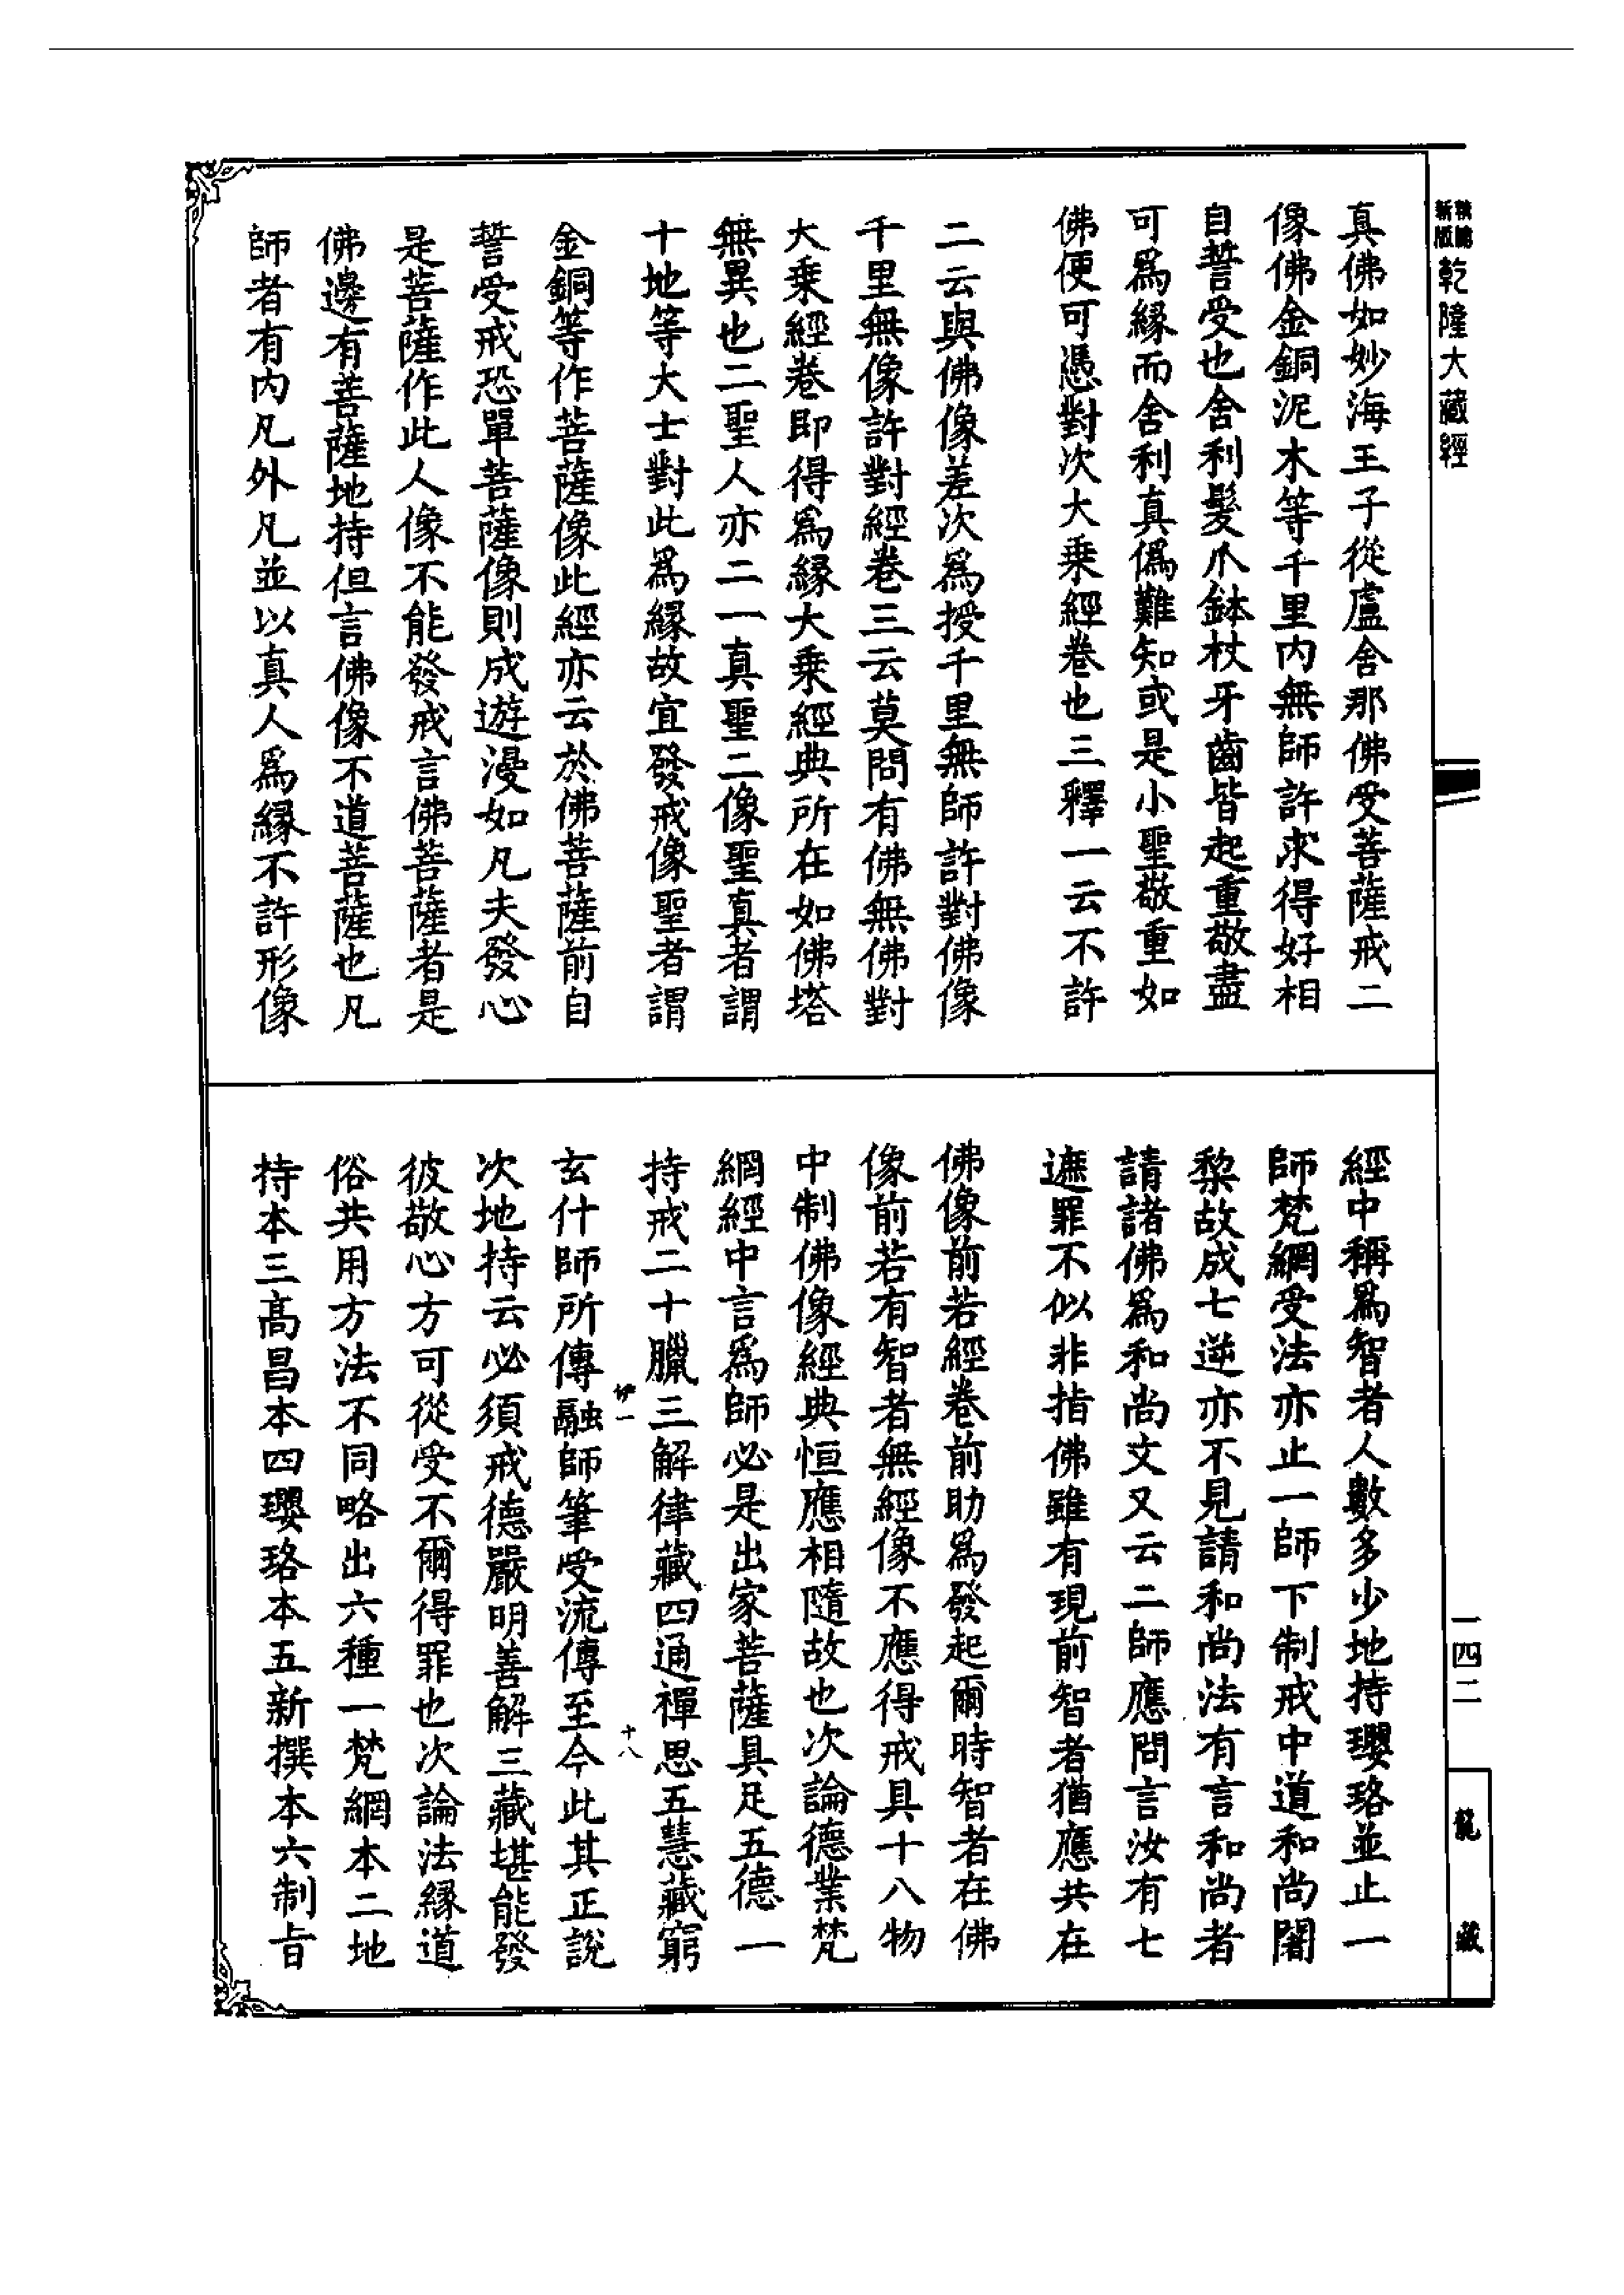 新編
新版乾隆大藏經
真佛如妙海王子從盧舍那佛受菩薩戒二
像佛金銅泥木等千里內無師許求得好相
自誓受也舍利髮爪鉢杖牙齒皆起重敬盡
可爲緣而舍利真僞難知或是小聖敬重如
佛便可憑對次大乘經卷也三釋一云不許
二云與佛像差次爲授千里無師許對佛像
千里無像許對經卷三云莫問有佛無佛對
大乘經卷即得爲緣大乘經典所在如佛塔
無異也二聖人亦二一真聖二像聖真者謂
十地等大士對此爲緣故宜發戒像聖者謂
金銅等作菩薩像此經亦云於佛菩薩前自
誓受戒恐單菩薩像則成遊漫如凡夫發心
是菩薩作此人像不能發戒言佛菩薩者是
佛邊有菩薩地持但言佛像不道菩薩也凡
師者有內凡外凡並以真人爲緣不許形像
經中稱爲智者人數多少地持瓔珞並止一
師梵網受法亦止一師下制戒中道和尚闍
梨故成七逆亦不見請和尚法有言和尚者
請諸佛爲和尚文又云二師應問言汝有七
遮罪不似非指佛雖有現前智者猶應共在
佛像前若經卷前助爲發起爾時智者在佛
像前若有智者無經像不應得戒具十八物
中制佛像經典恒應相隨故也次論德業梵
網經中言爲師必是出家菩薩具足五德一
持戒二十臘三解律藏四通禪思五慧藏窮
玄什師所傳融師筆受流傳至今此其正說
次地持云必須戒德嚴明善解三藏堪能發
彼敬心方可從受不爾得罪也次論法緣道
俗共用方法不同略出六種一梵網本二地
持本三高昌本四瓔珞本五新撰本六制旨
十八
一四二
龍藏